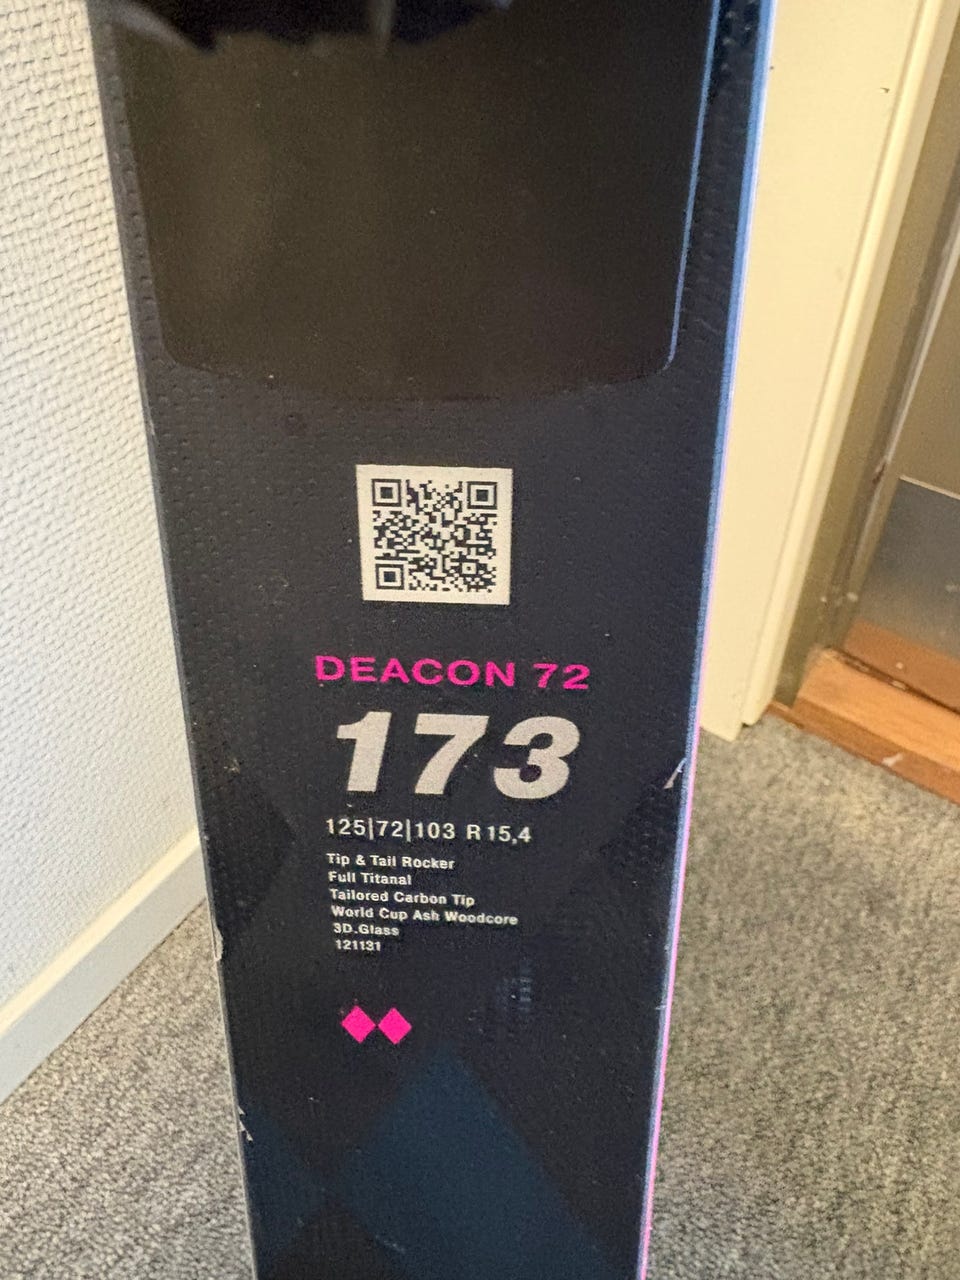 DEACON 72
173
125|72|103 R 15,4
Tip & Tail Rocker
Full Titanal
Tailored Carbon Tip
World Cup Ash Woodcore
3D.Glass
121131